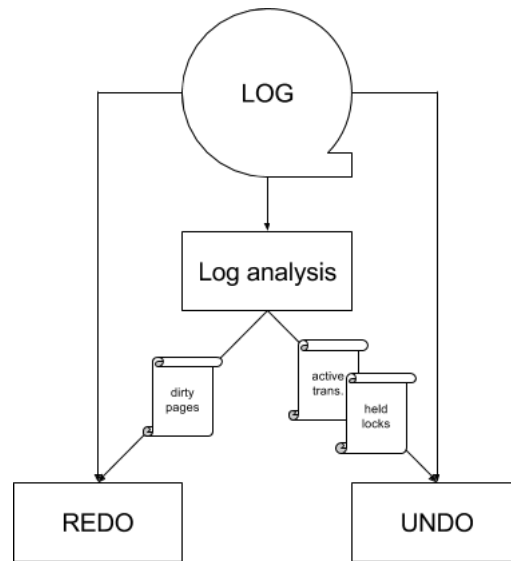 LOG
Log analysis
dirty
pages
active
trans.
held
locks
REDO
UNDO